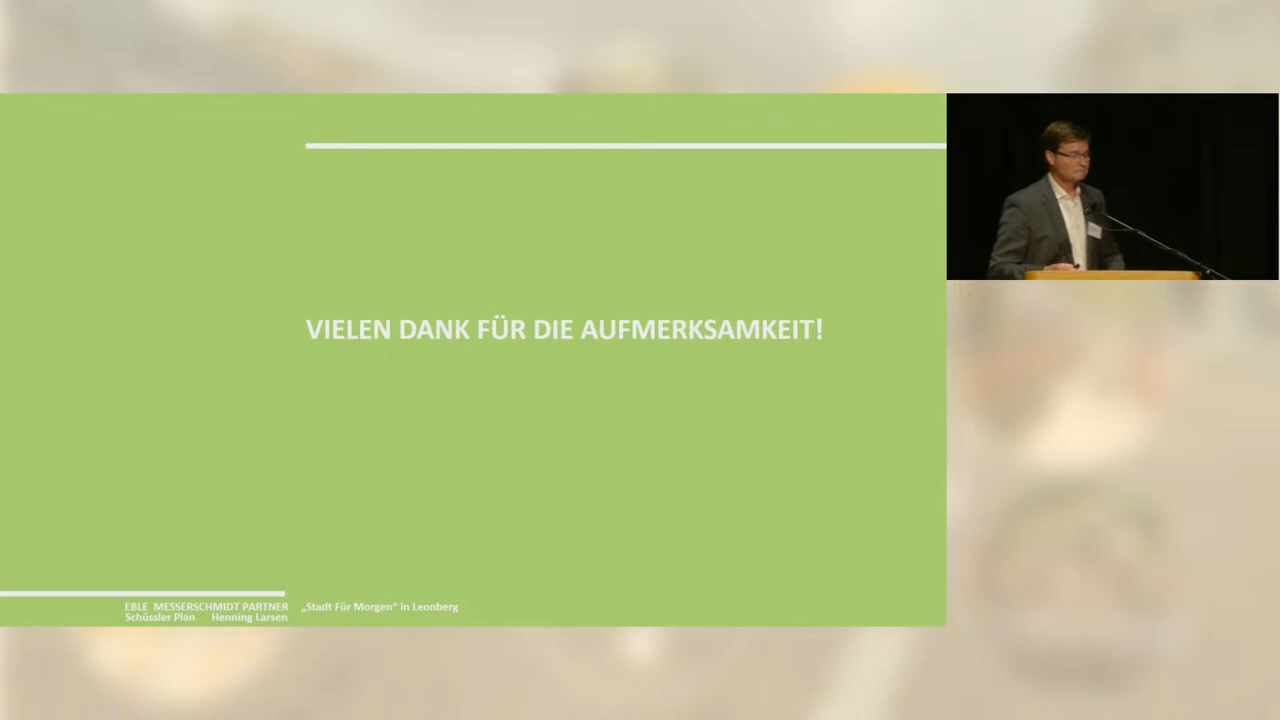 VIELEN DANK FÜR DIE AUFMERKSAMKEIT!
EBLE MESSERSCHMIDT PARTNER „Stadt Für Morgen“ in Leonberg
Schüssler Plan Henning Larsen